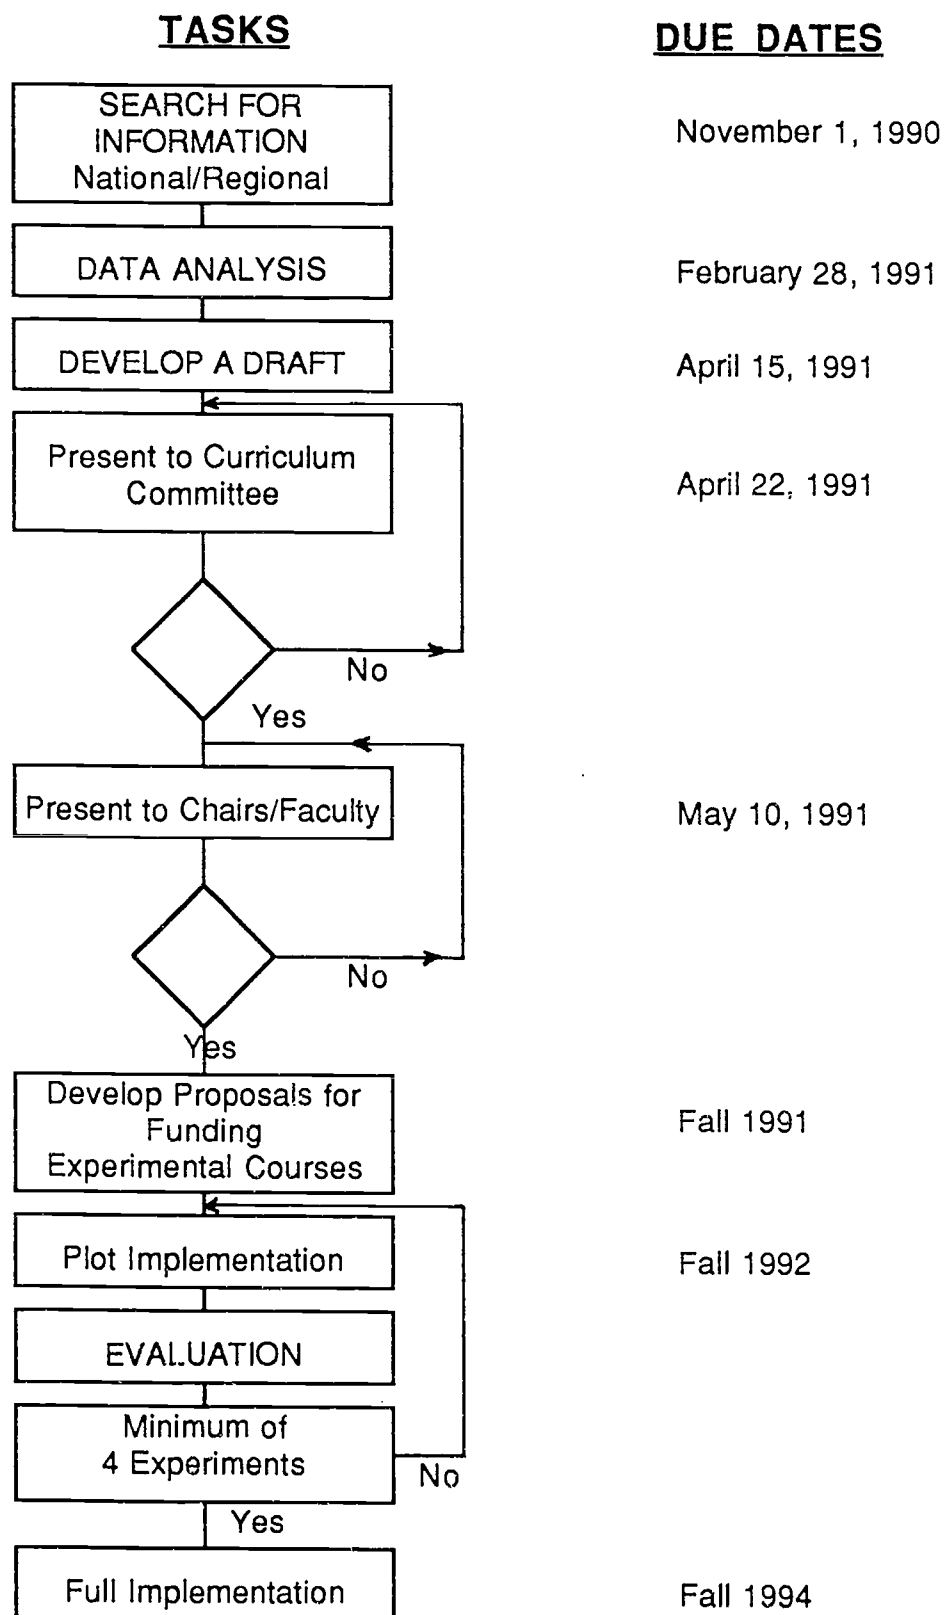 TASKS
DUE DATES
SEARCH FOR
INFORMATION
National/Regional
November 1, 1990
DATA ANALYSIS
February 28, 1991
DEVELOP A DRAFT
April 15, 1991
Present to Curriculum
Committee
April 22, 1991
No
Yes
Present to Chairs/Faculty
May 10, 1991
No
Yes
Develop Proposals for
Funding
Experimental Courses
Fall 1991
Plot Implementation
Fall 1992
EVALUATION
Minimum of
4 Experiments
No
Yes
Full Implementation
Fall 1994